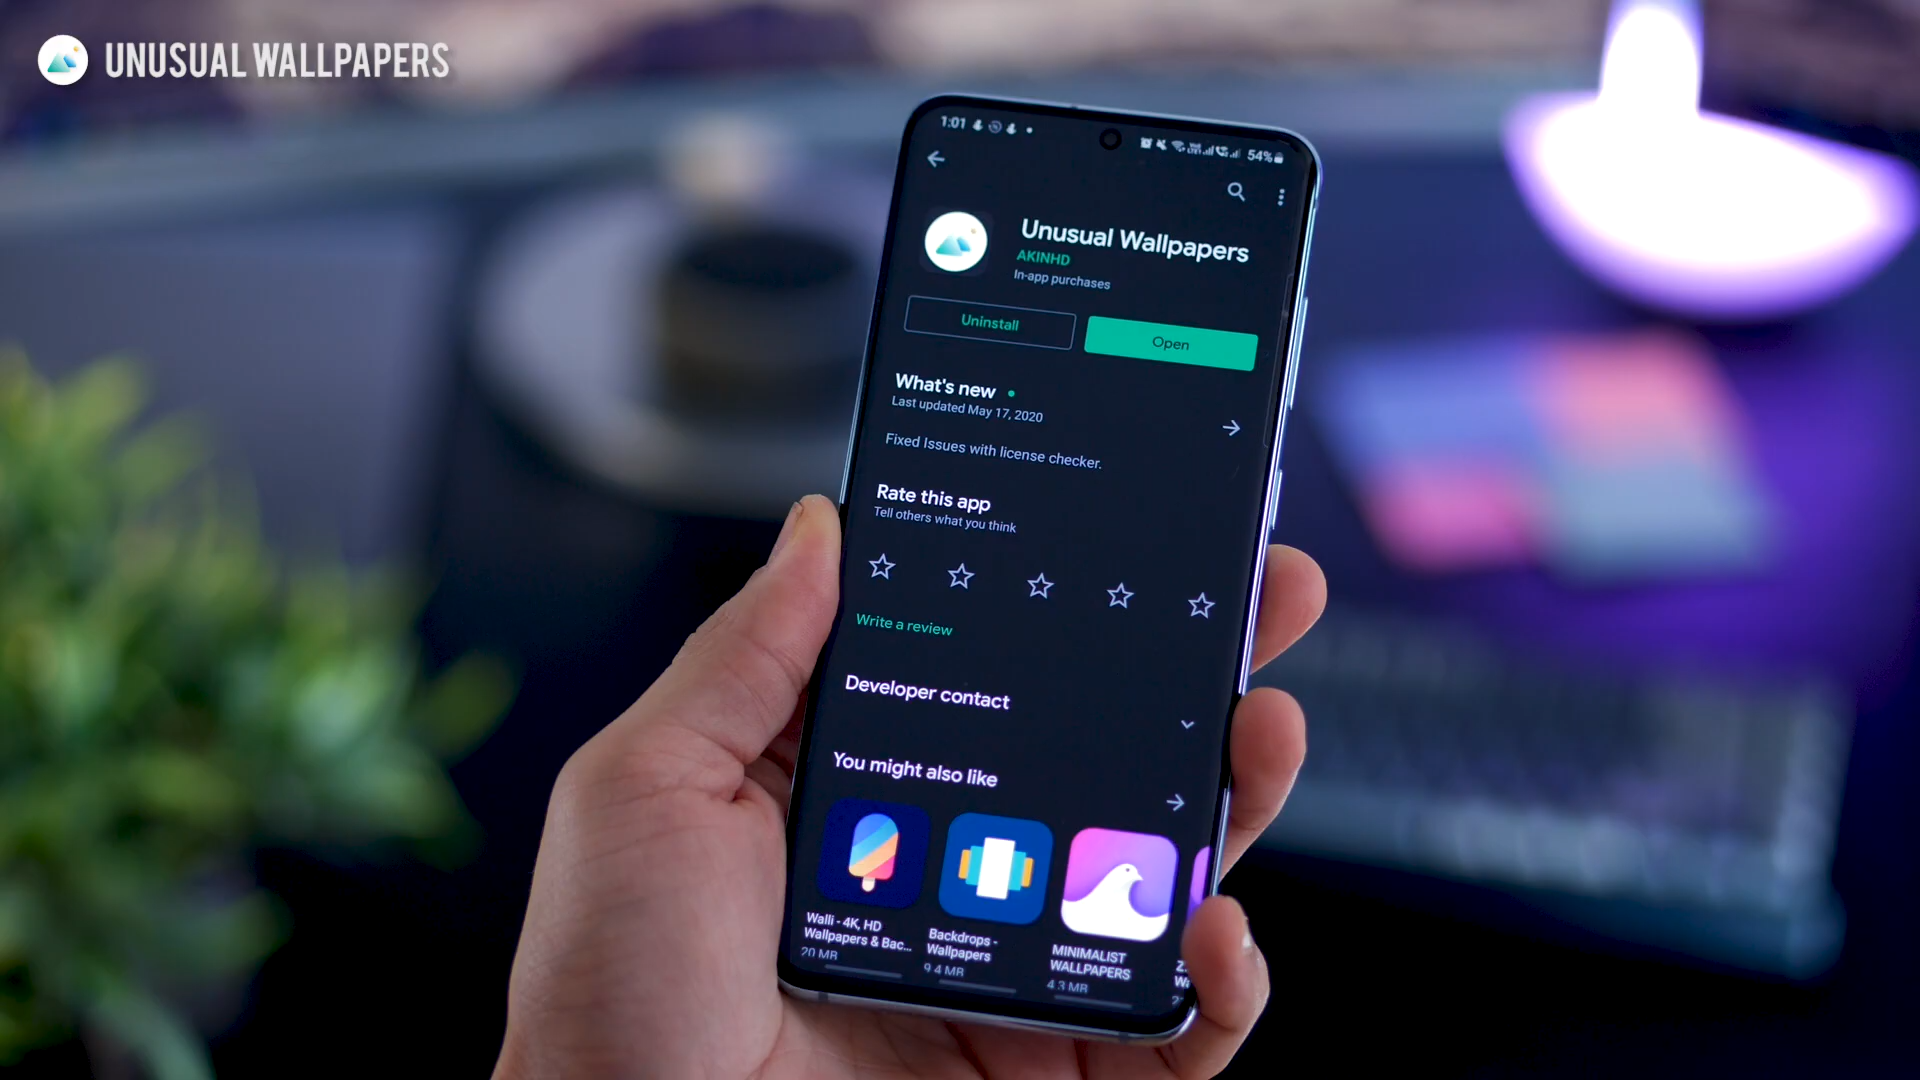 UNUSUAL WALLPAPERS
1:01
54%
Unusual Wallpapers
AKINHD
In-app purchases
Uninstall
Open
What's new
Last updated May 17, 2020
Fixed Issues with license checker.
Rate this app
Tell others what you think
Write a review
Developer contact
You might also like
Walli - 4K, HD
Wallpapers & Bac...
20 MB
Backdrops -
Wallpapers
9.4 MB
MINIMALIST
WALLPAPERS
4.3 MB